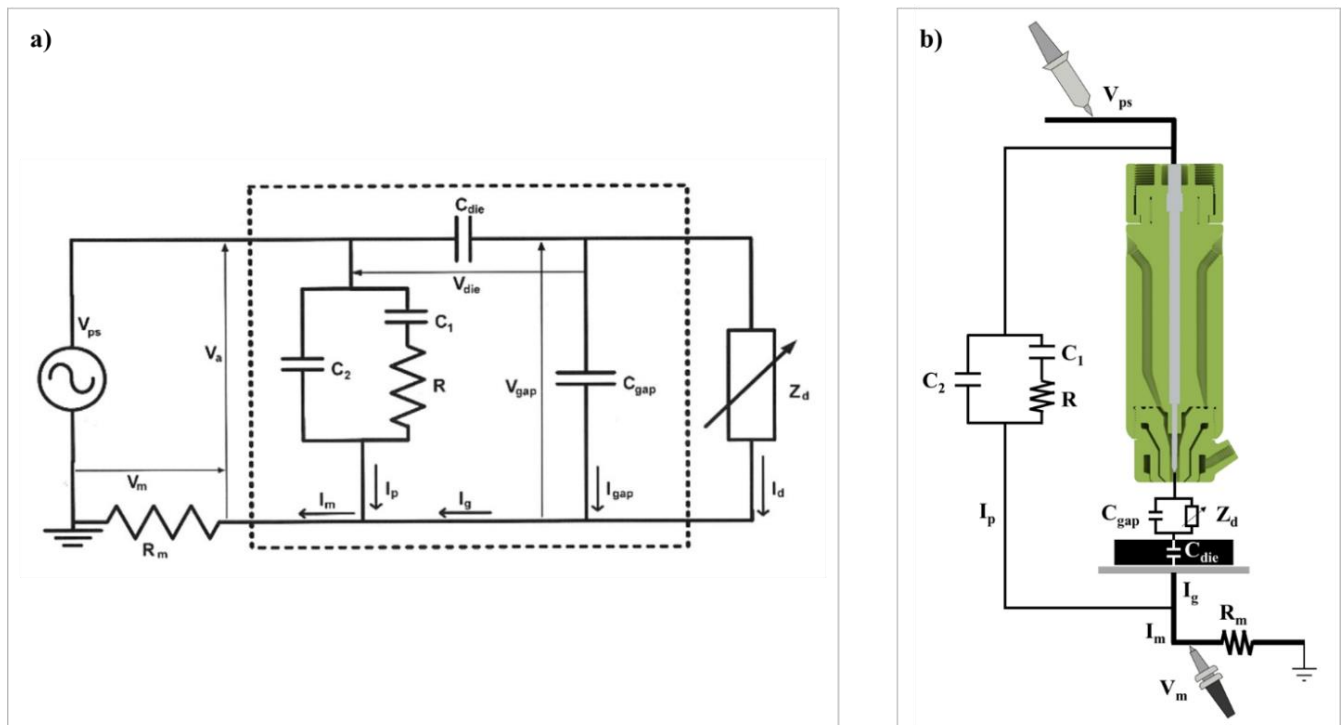 a)
C_die
V_die
V_ps
V_a
C_1
C_2
R
V_gap
C_gap
Z_d
V_m
I_m
I_p
I_g
I_gap
I_d
R_m
b)
V_ps
C_2
C_1
R
I_p
C_gap
Z_d
C_die
I_g
R_m
I_m
V_m